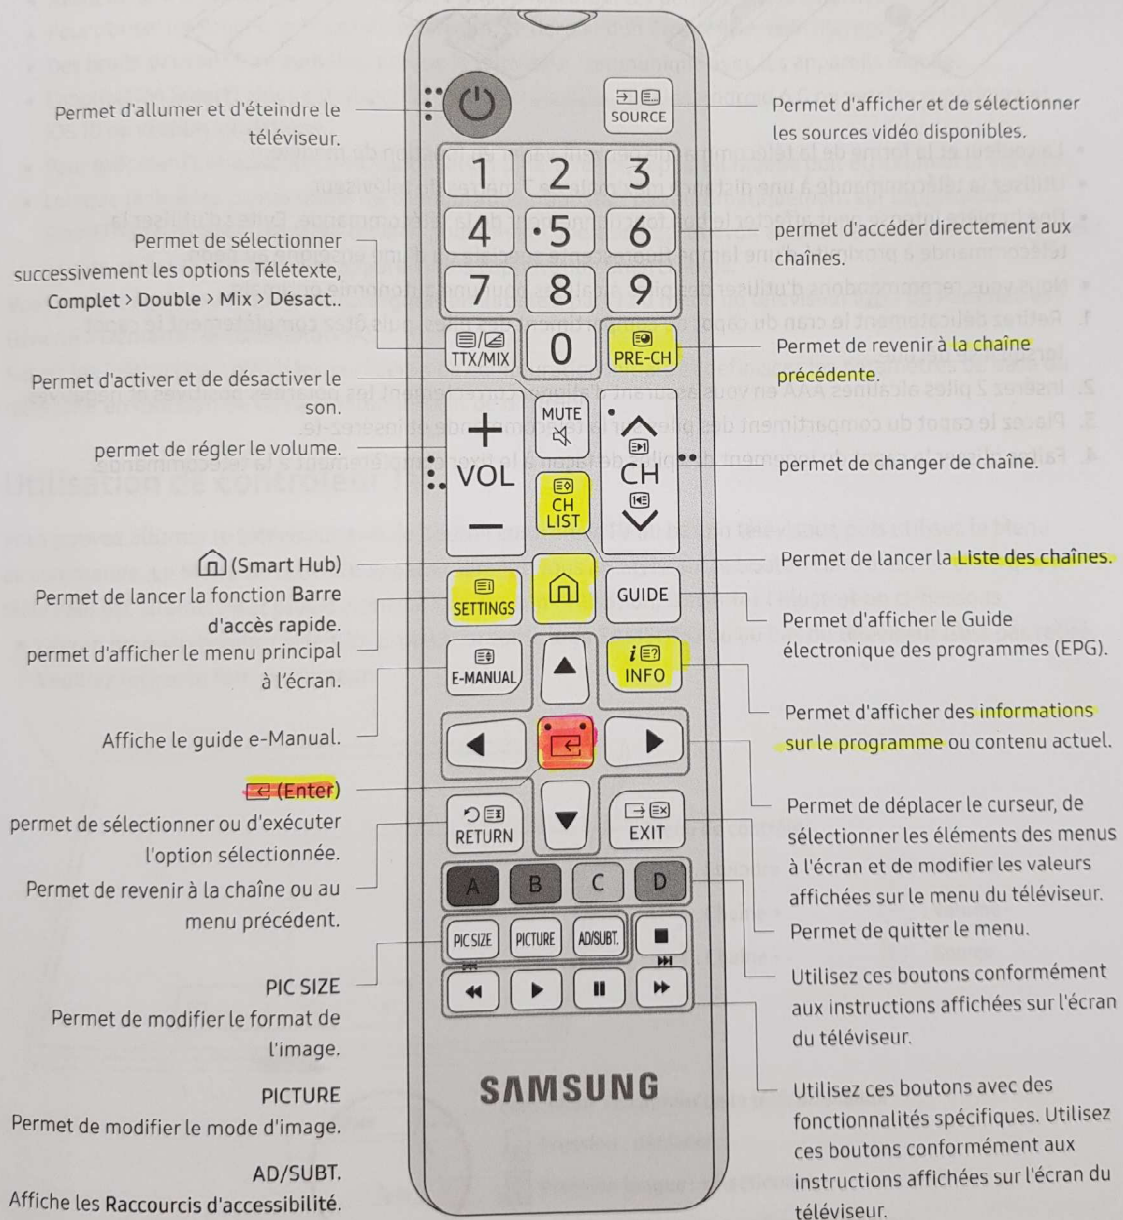 Permet d'allumer et d'éteindre le
téléviseur.
Permet de sélectionner
successivement les options Télétexte,
Complet > Double > Mix > Désact..
Permet d'activer et de désactiver le
son.
permet de régler le volume.
(Smart Hub)
Permet de lancer la fonction Barre
d'accès rapide.
permet d'afficher le menu principal
à l'écran.
Affiche le guide e-Manual.
(Enter)
permet de sélectionner ou d'exécuter
l'option sélectionnée.
Permet de revenir à la chaîne ou au
menu précédent.
PIC SIZE
Permet de modifier le format de
l'image.
PICTURE
Permet de modifier le mode d'image.
AD/SUBT.
Affiche les Raccourcis d'accessibilité.
SOURCE
1 2 3
4 5 6
7 8 9
TTX/MIX 0 PRE-CH
MUTE
+ VOL −
CH
CH
LIST
SETTINGS
GUIDE
E-MANUAL
i
INFO
RETURN
EXIT
A B C D
PIC SIZE PICTURE AD/SUBT.
SAMSUNG
Permet d'afficher et de sélectionner
les sources vidéo disponibles.
permet d'accéder directement aux
chaînes.
Permet de revenir à la chaîne
précédente.
permet de changer de chaîne.
Permet de lancer la Liste des chaînes.
Permet d'afficher le Guide
électronique des programmes (EPG).
Permet d'afficher des informations
sur le programme ou contenu actuel.
Permet de déplacer le curseur, de
sélectionner les éléments des menus
à l'écran et de modifier les valeurs
affichées sur le menu du téléviseur.
Permet de quitter le menu.
Utilisez ces boutons conformément
aux instructions affichées sur l'écran
du téléviseur.
Utilisez ces boutons avec des
fonctionnalités spécifiques. Utilisez
ces boutons conformément aux
instructions affichées sur l'écran du
téléviseur.